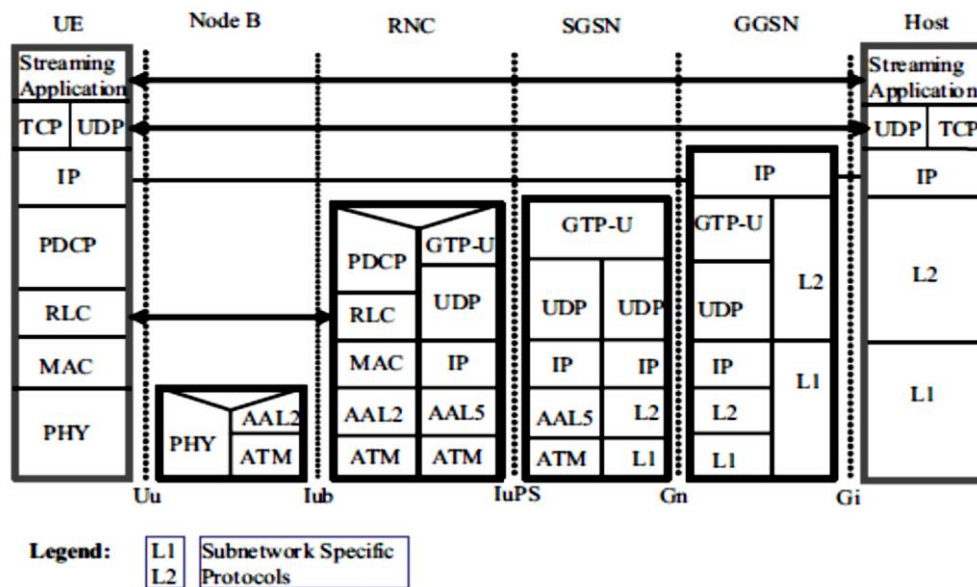 UE Node B RNC SGSN GGSN Host
Streaming Application
TCP UDP
IP
PDCP
RLC
MAC
PHY
PHY AAL2
ATM
PDCP GTP-U
RLC UDP
MAC IP
AAL2 AAL5
ATM ATM
GTP-U
UDP UDP
IP IP
AAL5 L2
ATM L1
IP
GTP-U L2
UDP
IP L1
L2
L1
Streaming Application
UDP TCP
IP
L2
L1
Uu Iub IuPS Gn Gi
Legend: L1 Subnetwork Specific
L2 Protocols